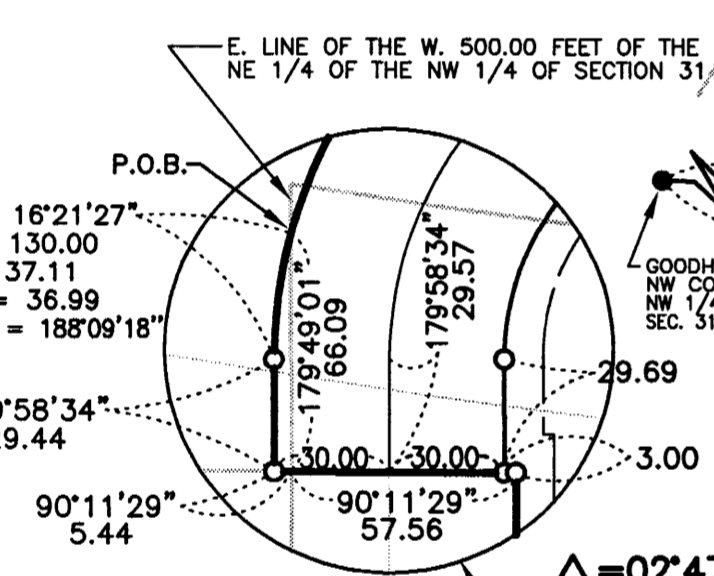 E. LINE OF THE W. 500.00 FEET OF THE
NE 1/4 OF THE NW 1/4 OF SECTION 31
P.O.B.
16°21'27"
130.00
37.11
= 36.99
= 188°09'18"
179°49'01"
66.09
179°58'34"
29.57
GOODH
NW CO
NW 1/4
SEC. 31
29.69
9°58'34"
9.44
30.00
30.00
3.00
90°11'29"
5.44
90°11'29"
57.56
Δ=02°47